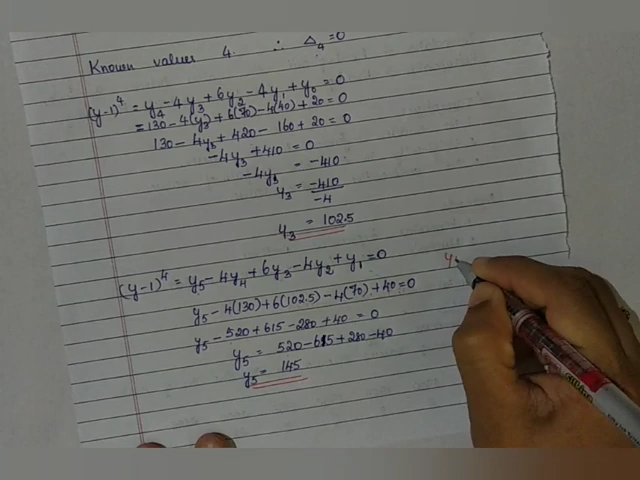 Known values 4 ∴ Δ₄ = 0
(y-1)⁴ = y₄ - 4y₃ + 6y₂ - 4y₁ + y₀ = 0
= 130 - 4(y₃) + 6(70) - 4(40) + 20 = 0
130 - 4y₃ + 420 - 160 + 20 = 0
-4y₃ + 410 = 0
-4y₃ = -410
y₃ = -410
-4
y₃ = 102.5
(y-1)⁴ = y₅ - 4y₄ + 6y₃ - 4y₂ + y₁ = 0
y₅ - 4(130) + 6(102.5) - 4(70) + 40 = 0
y₅ - 520 + 615 - 280 + 40 = 0
y₅ = 520 - 615 + 280 - 40
y₅ = 145